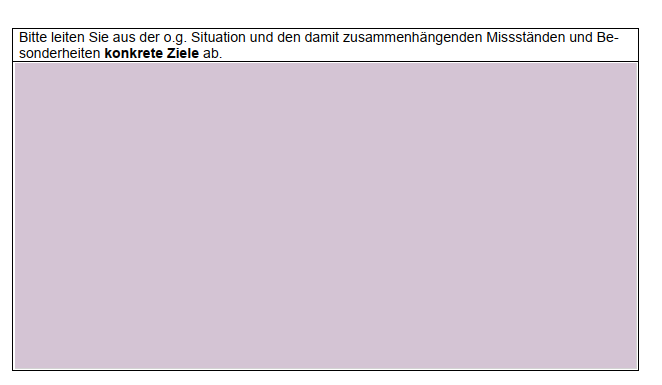 Bitte leiten Sie aus der o.g. Situation und den damit zusammenhängenden Missständen und Be-
sonderheiten konkrete Ziele ab.